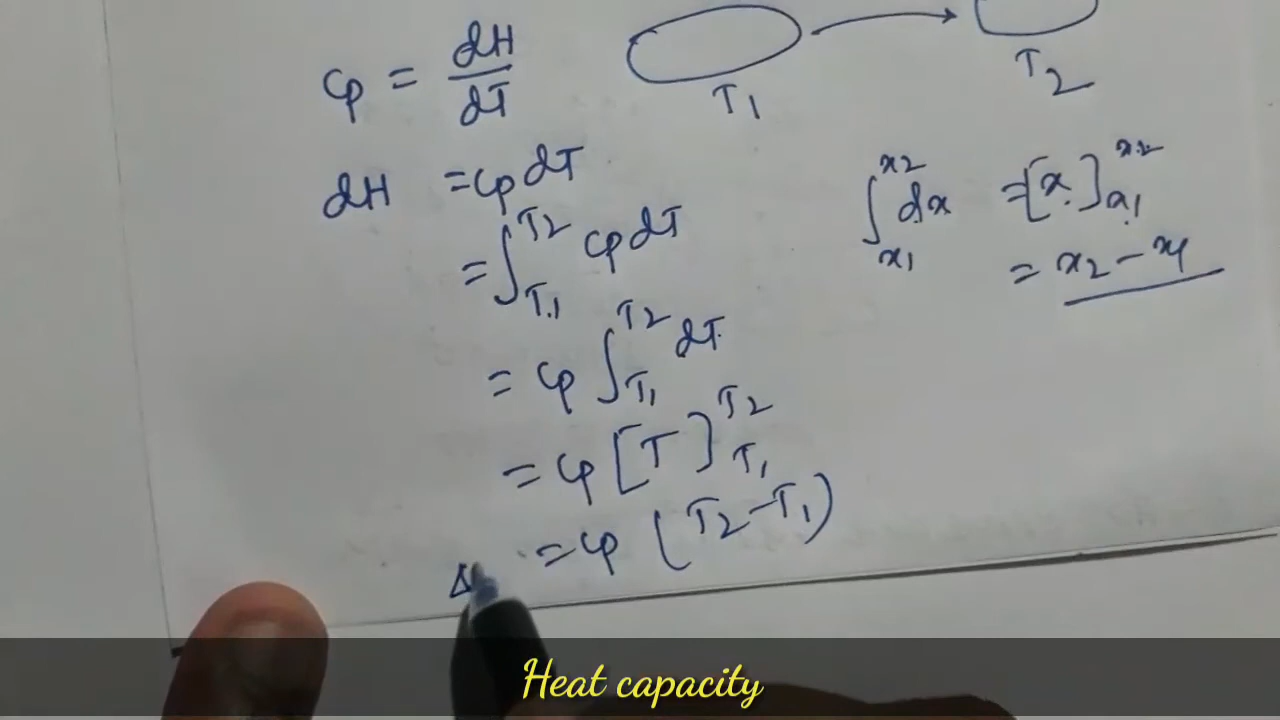 Cp = dH/dT
T1
T2
dH = Cp dT
= ∫_{T1}^{T2} Cp dT
= Cp ∫_{T1}^{T2} dT
= Cp [T]_{T1}^{T2}
= Cp (T2 - T1)
Δ
∫_{x1}^{x2} dx = [x]_{x1}^{x2}
= x2 - x1
Heat capacity